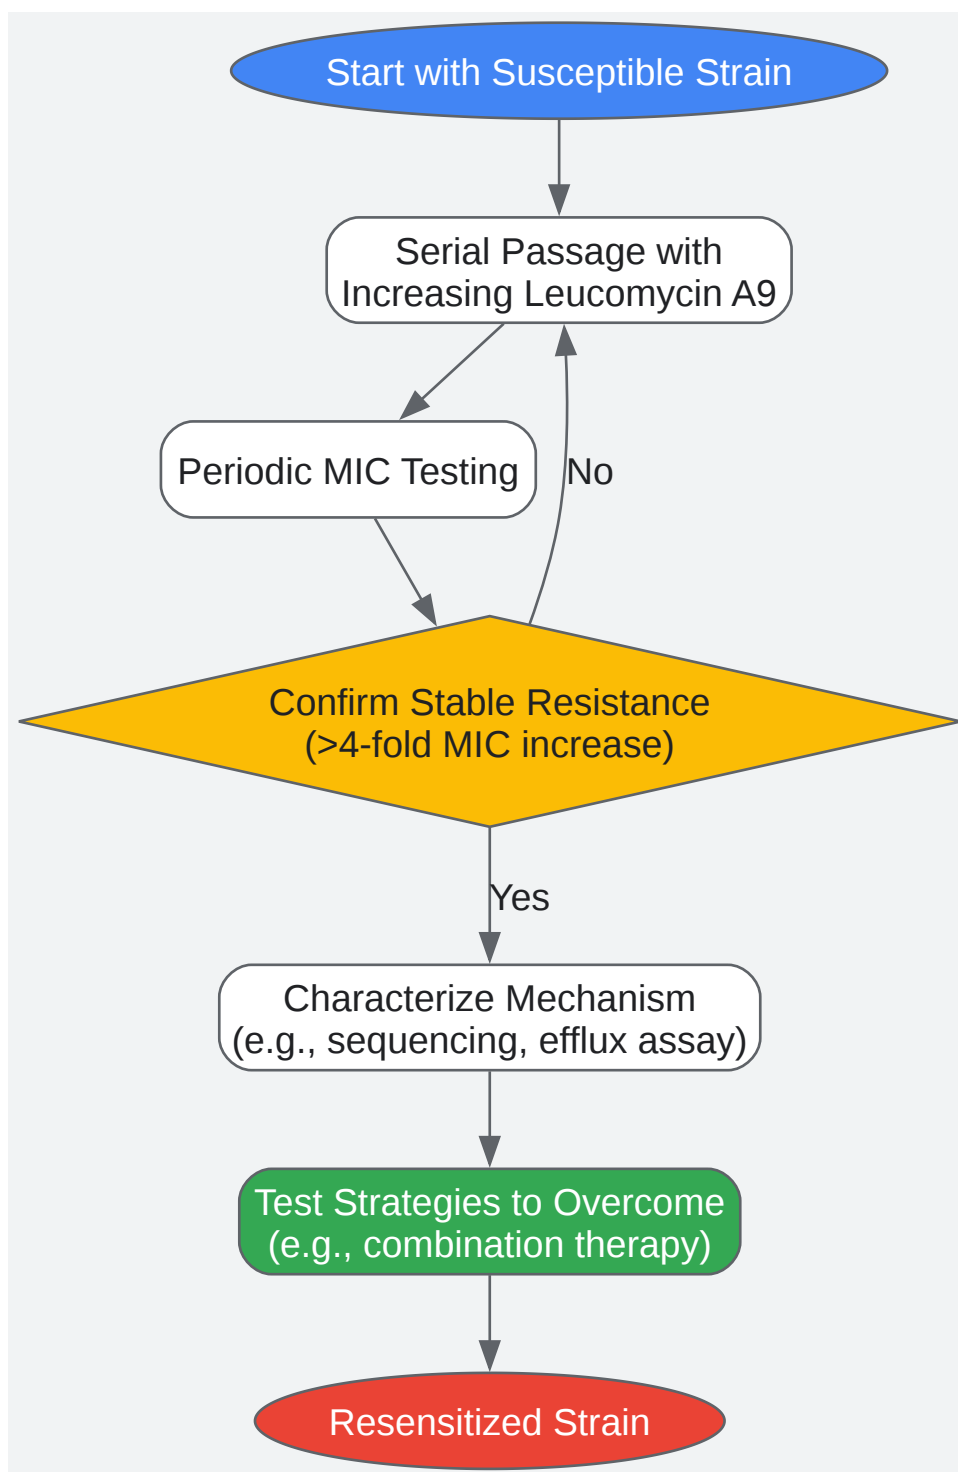 Start with Susceptible Strain
Serial Passage with
Increasing Leucomycin A9
Periodic MIC Testing
No
Confirm Stable Resistance
(>4-fold MIC increase)
Yes
Characterize Mechanism
(e.g., sequencing, efflux assay)
Test Strategies to Overcome
(e.g., combination therapy)
Resensitized Strain